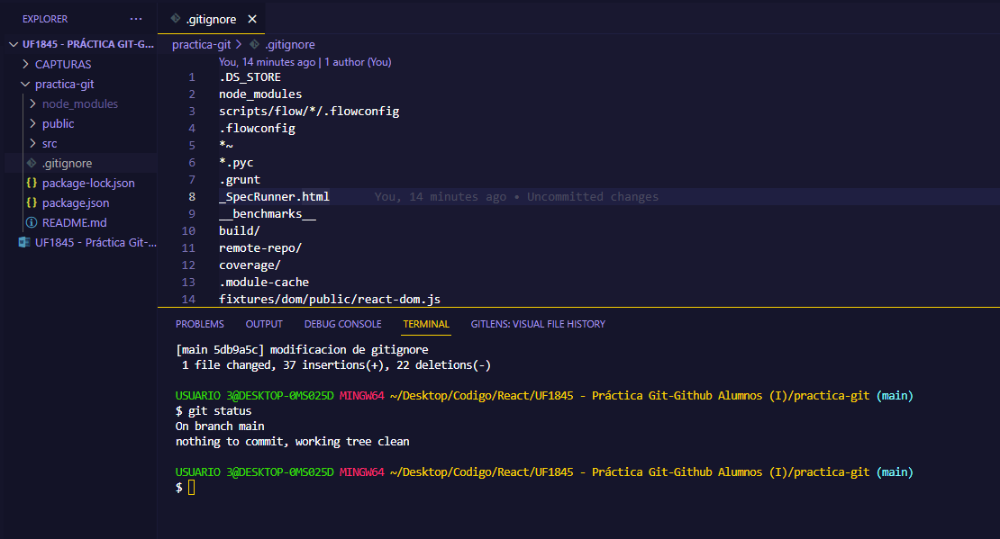 EXPLORER
···
.gitignore
UF1845 - PRÁCTICA GIT-G...
CAPTURAS
practica-git
node_modules
public
src
.gitignore
package-lock.json
package.json
README.md
UF1845 - Práctica Git-...
practica-git > .gitignore
You, 14 minutes ago | 1 author (You)
1 .DS_STORE
2 node_modules
3 scripts/flow/*/.flowconfig
4 .flowconfig
5 *~
6 *.pyc
7 .grunt
8 _SpecRunner.html You, 14 minutes ago • Uncommitted changes
9 __benchmarks__
10 build/
11 remote-repo/
12 coverage/
13 .module-cache
14 fixtures/dom/public/react-dom.js
PROBLEMS OUTPUT DEBUG CONSOLE TERMINAL GITLENS: VISUAL FILE HISTORY
[main 5db9a5c] modificacion de gitignore
1 file changed, 37 insertions(+), 22 deletions(-)
USUARIO 3@DESKTOP-0MS025D MINGW64 ~/Desktop/Codigo/React/UF1845 - Práctica Git-Github Alumnos (I)/practica-git (main)
$ git status
On branch main
nothing to commit, working tree clean
USUARIO 3@DESKTOP-0MS025D MINGW64 ~/Desktop/Codigo/React/UF1845 - Práctica Git-Github Alumnos (I)/practica-git (main)
$